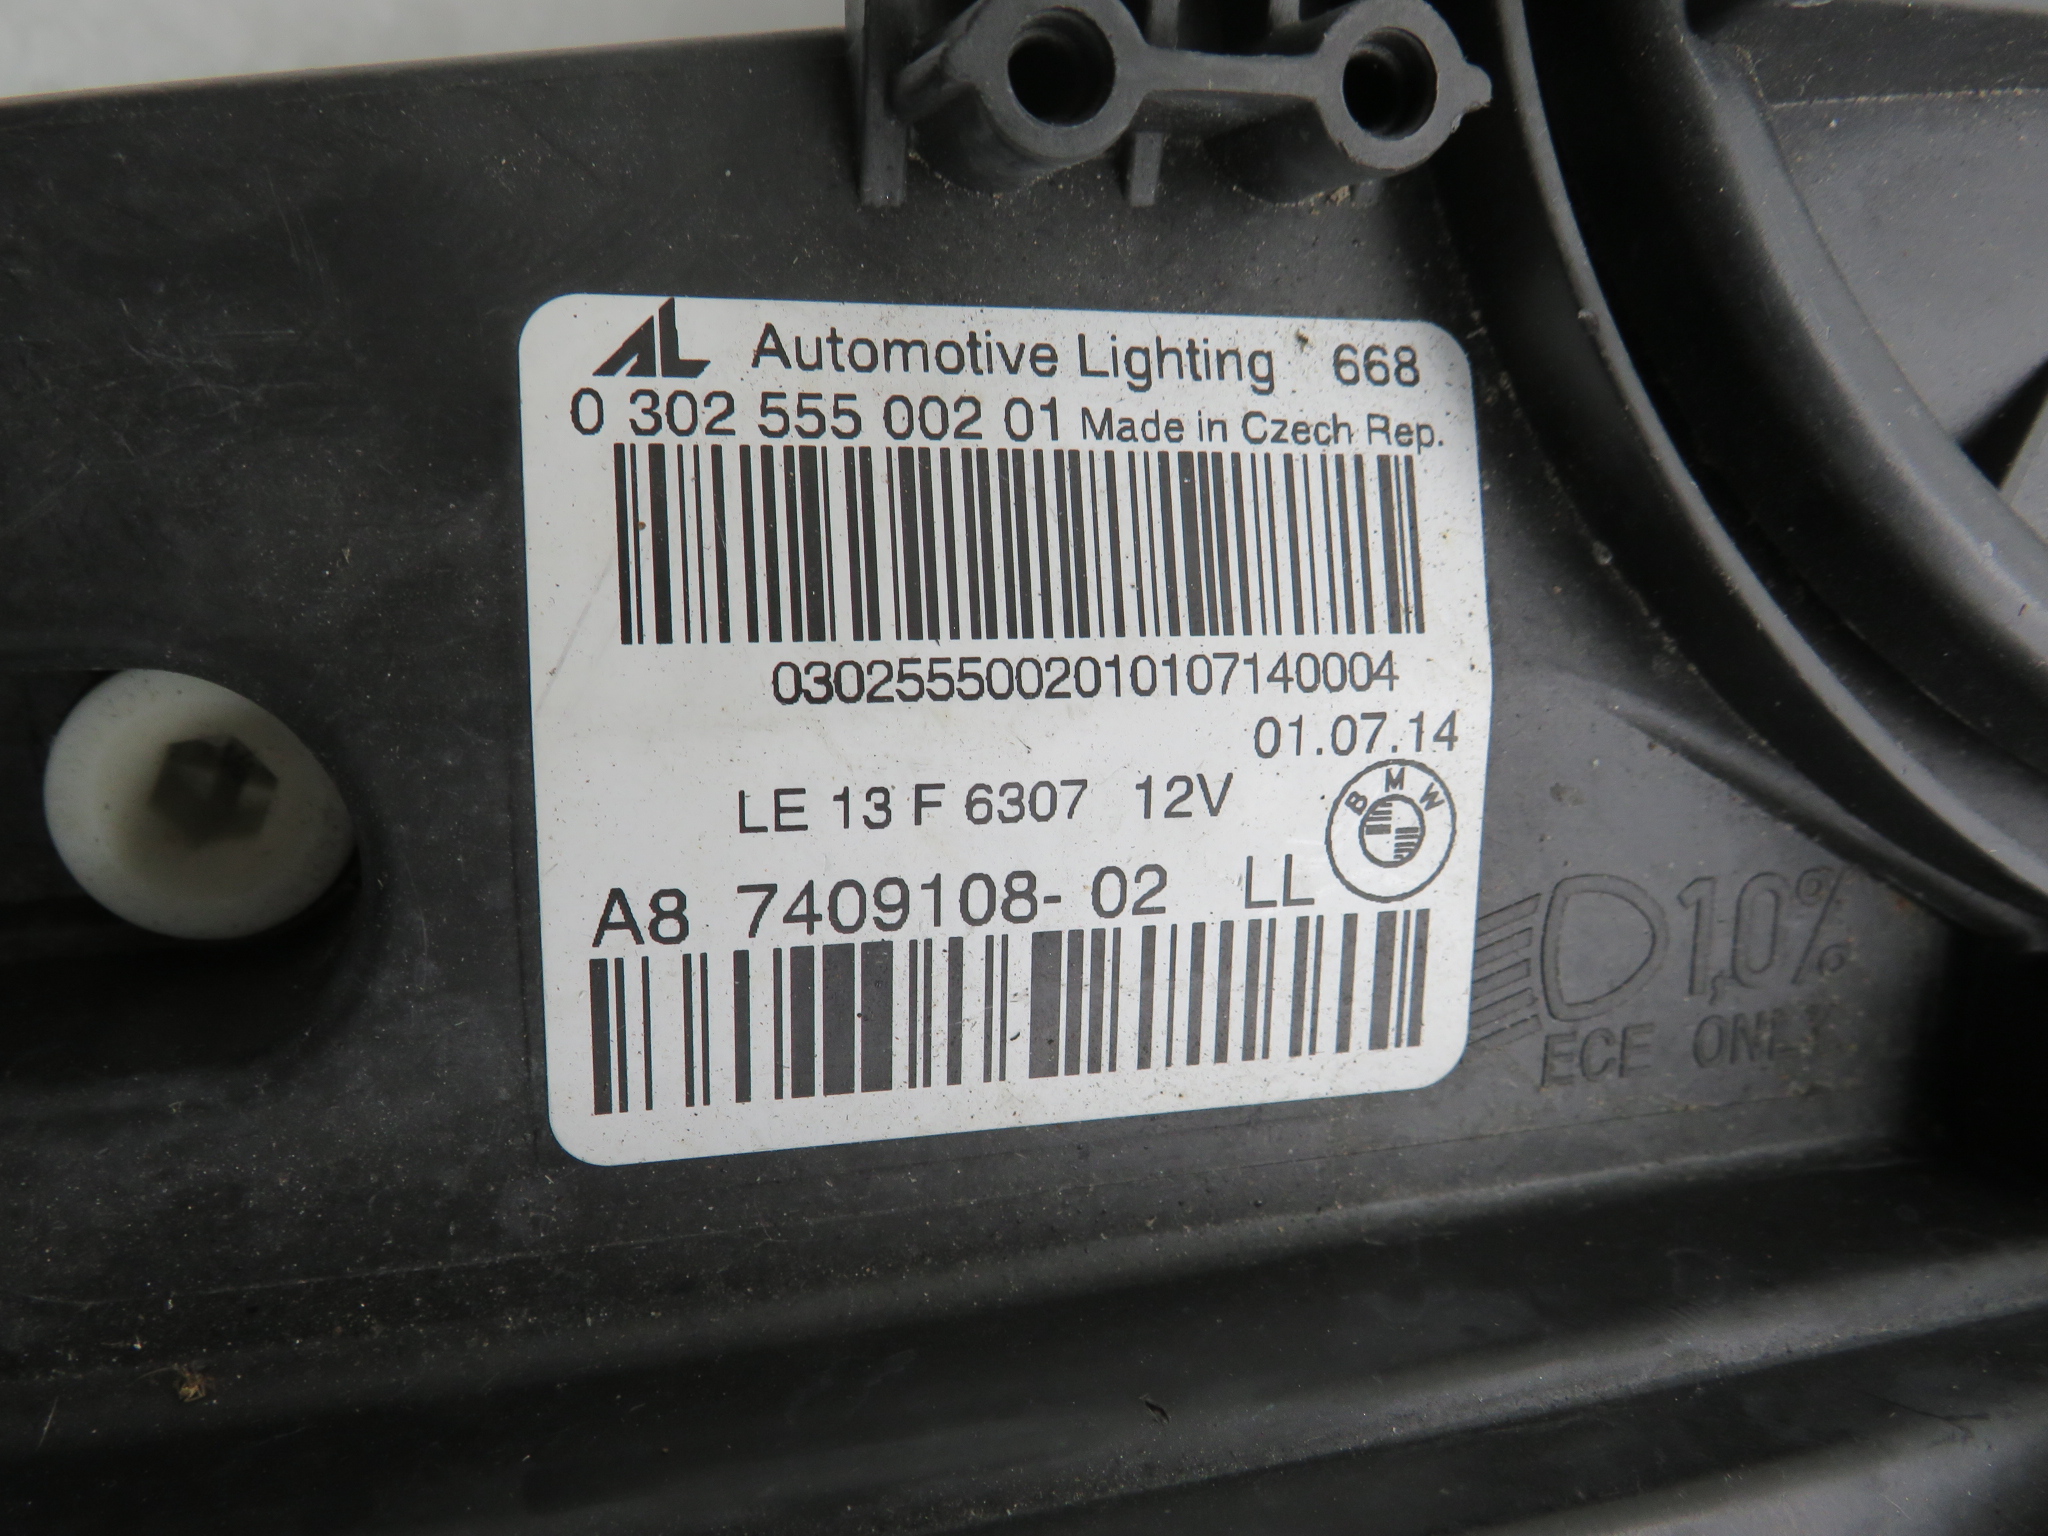 AL Automotive Lighting 668
0 302 555 002 01 Made in Czech Rep.
0302555002010107140004
01.07.14
LE 13 F 6307 12V
BMW
A8 7409108-02 LL
1,0%
ECE ONLY